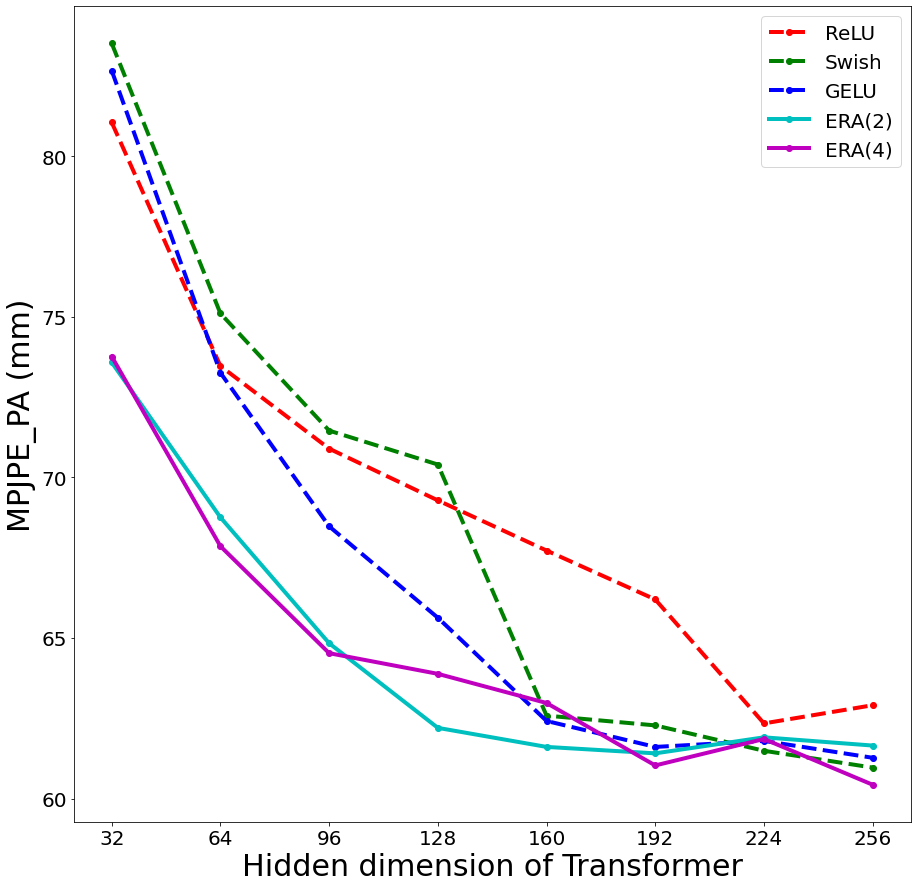 ReLU
Swish
GELU
ERA(2)
ERA(4)
MPJPE_PA (mm)
80
75
70
65
60
32 64 96 128 160 192 224 256
Hidden dimension of Transformer